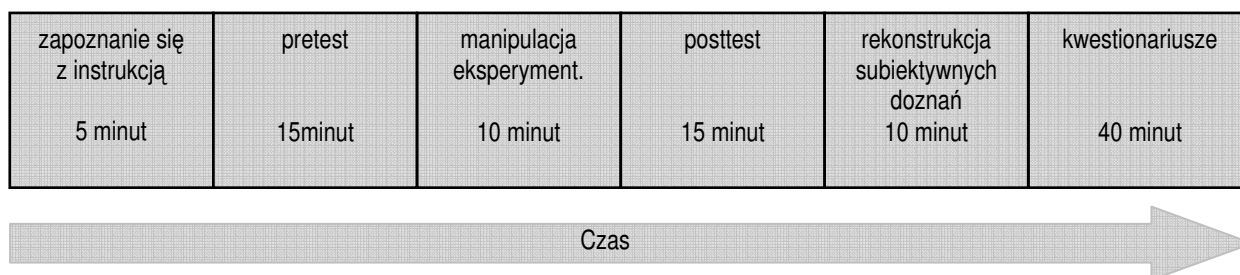 zapoznanie się
z instrukcją
5 minut
pretest
15minut
manipulacja
eksperyment.
10 minut
posttest
15 minut
rekonstrukcja
subiektywnych
doznań
10 minut
kwestionariusze
40 minut
Czas